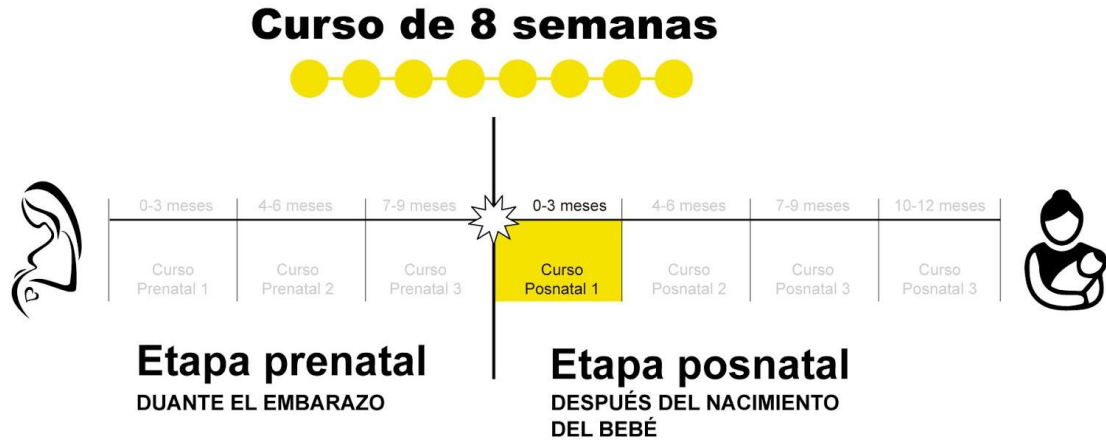 Curso de 8 semanas
0-3 meses
4-6 meses
7-9 meses
0-3 meses
4-6 meses
7-9 meses
10-12 meses
Curso
Prenatal 1
Curso
Prenatal 2
Curso
Prenatal 3
Curso
Posnatal 1
Curso
Posnatal 2
Curso
Posnatal 3
Curso
Posnatal 3
Etapa prenatal
DUANTE EL EMBARAZO
Etapa posnatal
DESPUÉS DEL NACIMIENTO
DEL BEBÉ